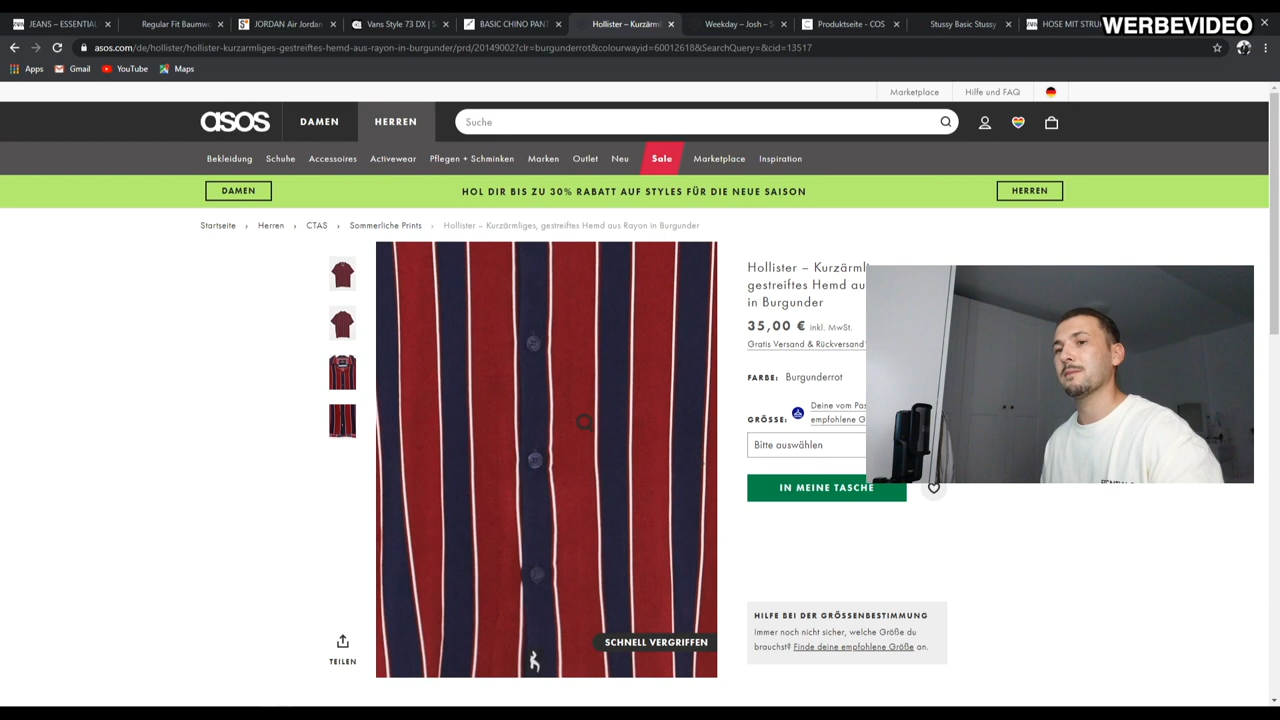 JEANS – ESSENTIAL
Regular Fit Baumw
JORDAN Air Jordan
Vans Style 73 DX | S
BASIC CHINO PANT
Hollister – Kurzärml
Weekday – Josh – S
Produktseite - COS
Stussy Basic Stussy
HOSE MIT STRU
WERBEVIDEO
asos.com/de/hollister/hollister-kurzarmliges-gestreiftes-hemd-aus-rayon-in-burgunder/prd/20149002?clr=burgunderrot&colourwayid=60012618&SearchQuery=&cid=13517
Apps
Gmail
YouTube
Maps
Marketplace
Hilfe und FAQ
asos
DAMEN
HERREN
Suche
Bekleidung
Schuhe
Accessoires
Activewear
Pflegen + Schminken
Marken
Outlet
Neu
Sale
Marketplace
Inspiration
DAMEN
HOL DIR BIS ZU 30% RABATT AUF STYLES FÜR DIE NEUE SAISON
HERREN
Startseite › Herren › CTAS › Sommerliche Prints › Hollister – Kurzärmliges, gestreiftes Hemd aus Rayon in Burgunder
Hollister – Kurzärml
gestreiftes Hemd au
in Burgunder
35,00 € inkl. MwSt.
Gratis Versand & Rückversand
FARBE: Burgunderrot
Deine vom Pas
GRÖSSE: empfohlene G
Bitte auswählen
IN MEINE TASCHE
HILFE BEI DER GRÖSSENBESTIMMUNG
Immer noch nicht sicher, welche Größe du
brauchst? Finde deine empfohlene Größe an.
SCHNELL VERGRIFFEN
TEILEN